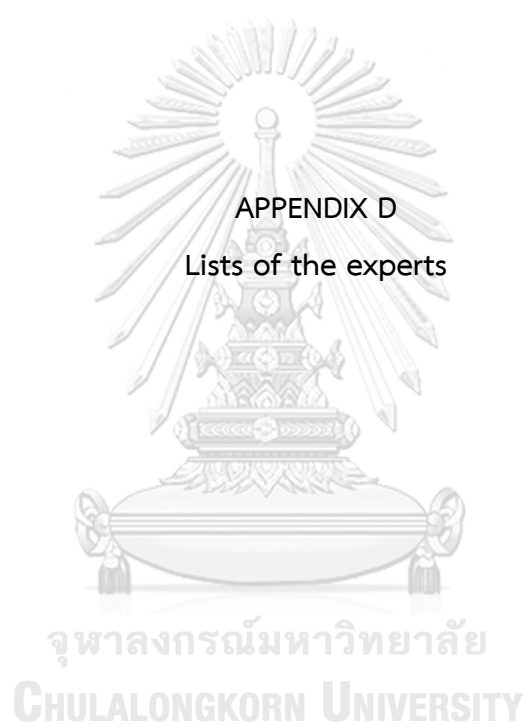 APPENDIX D
Lists of the experts
จุฬาลงกรณ์มหาวิทยาลัย
CHULALONGKORN UNIVERSITY